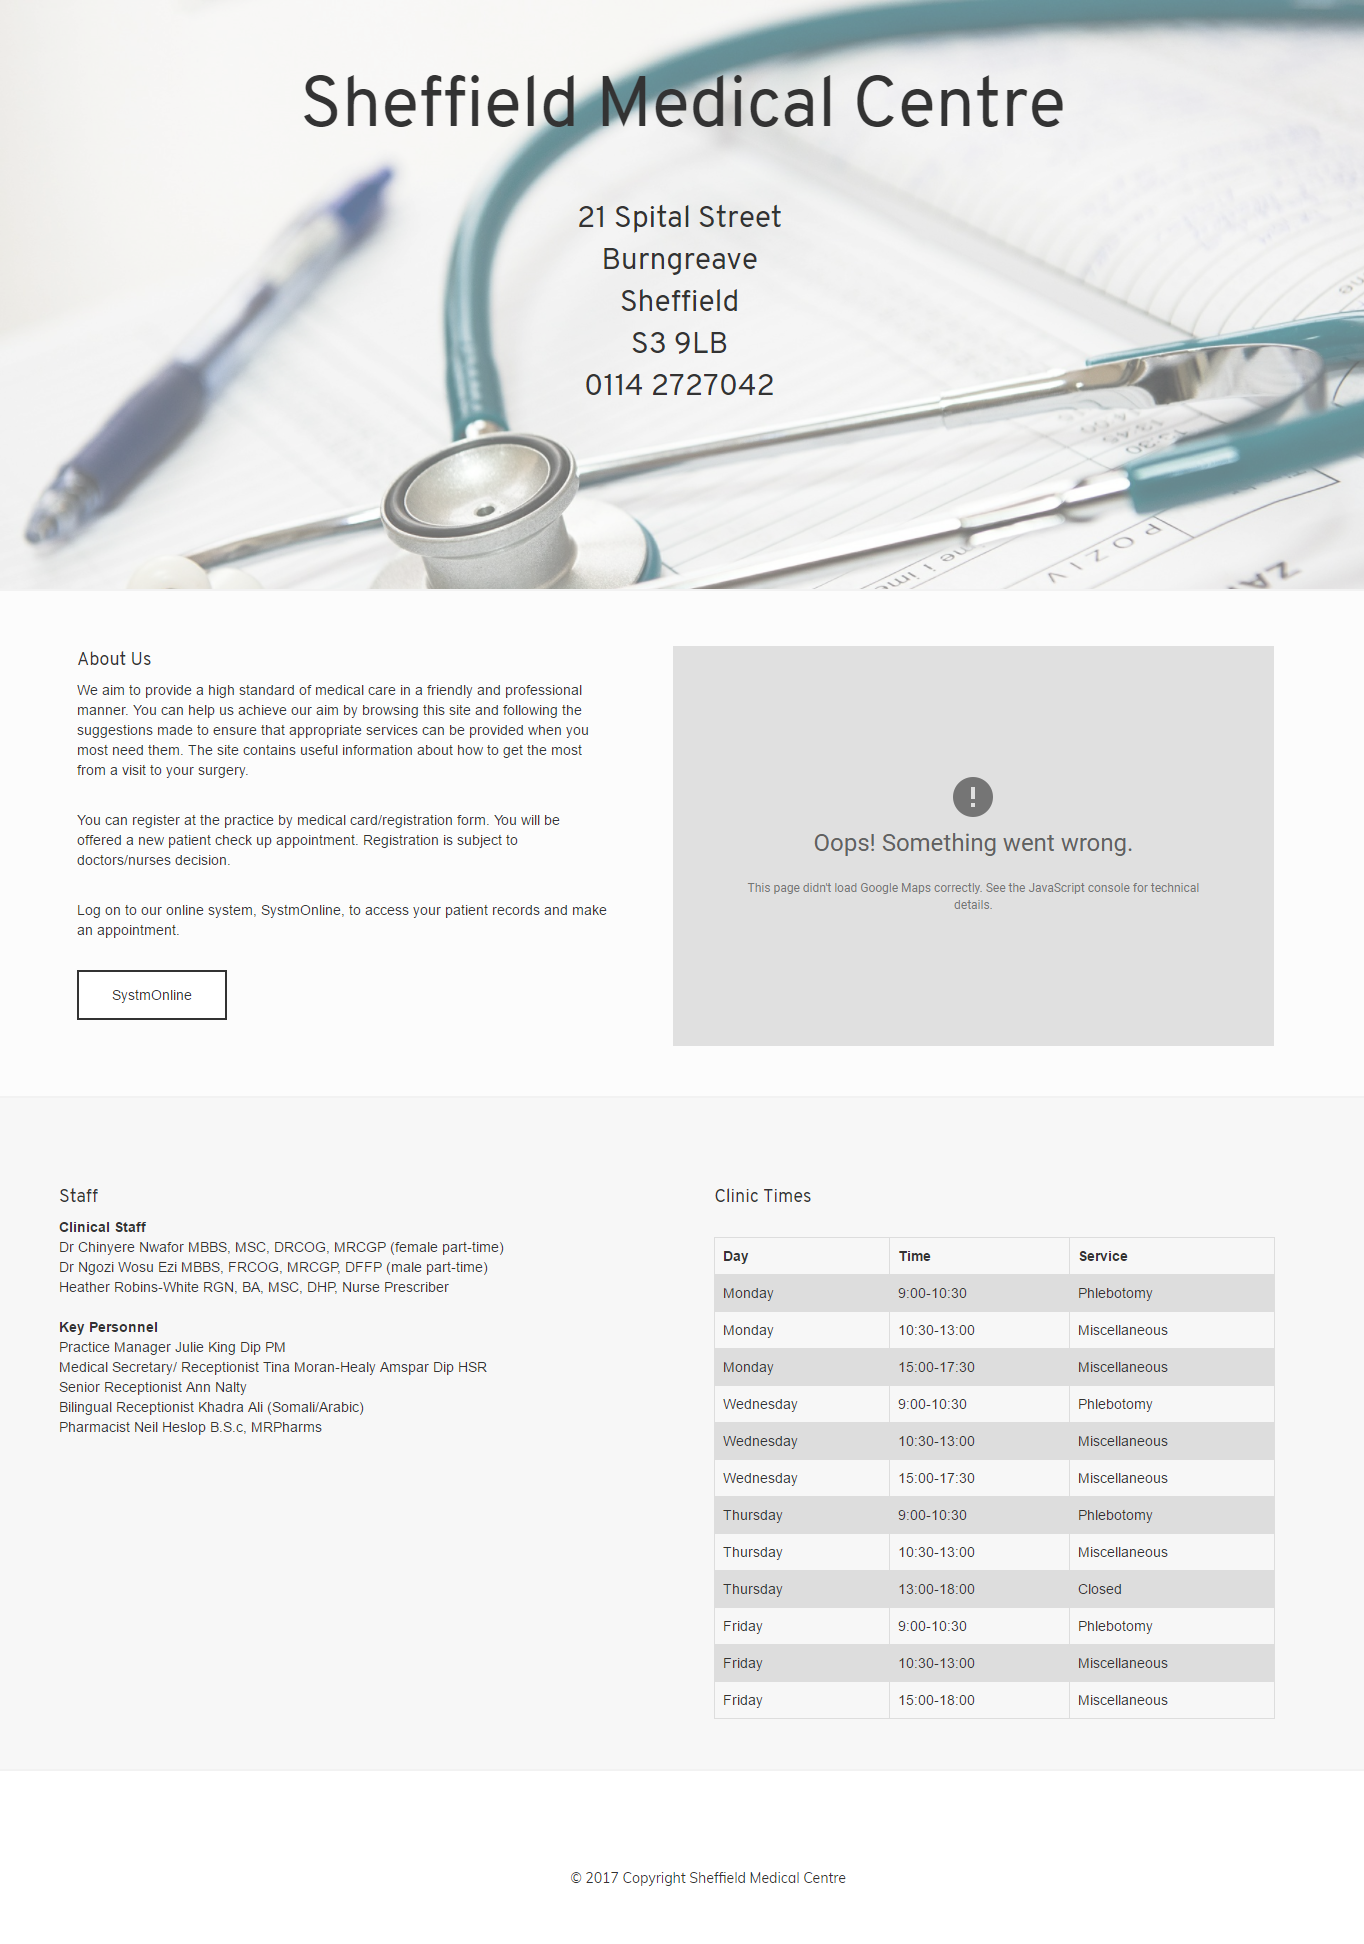 Sheffield Medical Centre
21 Spital Street
Burngreave
Sheffield
S3 9LB
0114 2727042
About Us
We aim to provide a high standard of medical care in a friendly and professional
manner. You can help us achieve our aim by browsing this site and following the
suggestions made to ensure that appropriate services can be provided when you
most need them. The site contains useful information about how to get the most
from a visit to your surgery.
You can register at the practice by medical card/registration form. You will be
offered a new patient check up appointment. Registration is subject to
doctors/nurses decision.
Log on to our online system, SystmOnline, to access your patient records and make
an appointment.
SystmOnline
Oops! Something went wrong.
This page didn't load Google Maps correctly. See the JavaScript console for technical
details.
Staff
Clinical Staff
Dr Chinyere Nwafor MBBS, MSC, DRCOG, MRCGP (female part-time)
Dr Ngozi Wosu Ezi MBBS, FRCOG, MRCGP, DFFP (male part-time)
Heather Robins-White RGN, BA, MSC, DHP, Nurse Prescriber
Key Personnel
Practice Manager Julie King Dip PM
Medical Secretary/ Receptionist Tina Moran-Healy Amspar Dip HSR
Senior Receptionist Ann Nalty
Bilingual Receptionist Khadra Ali (Somali/Arabic)
Pharmacist Neil Heslop B.S.c, MRPharms
Clinic Times
Day Time Service
Monday 9:00-10:30 Phlebotomy
Monday 10:30-13:00 Miscellaneous
Monday 15:00-17:30 Miscellaneous
Wednesday 9:00-10:30 Phlebotomy
Wednesday 10:30-13:00 Miscellaneous
Wednesday 15:00-17:30 Miscellaneous
Thursday 9:00-10:30 Phlebotomy
Thursday 10:30-13:00 Miscellaneous
Thursday 13:00-18:00 Closed
Friday 9:00-10:30 Phlebotomy
Friday 10:30-13:00 Miscellaneous
Friday 15:00-18:00 Miscellaneous
© 2017 Copyright Sheffield Medical Centre